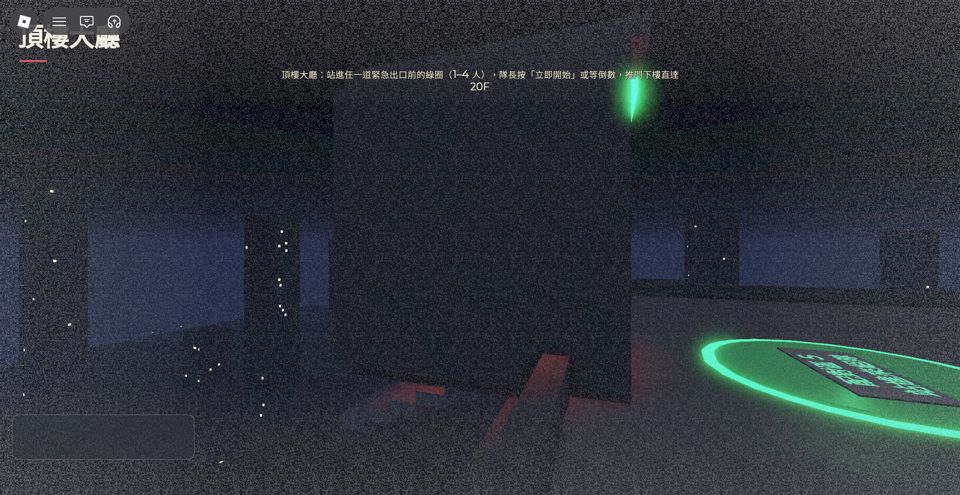 頂樓大廳
頂樓大廳：站進任一道緊急出口前的綠圈（1–4 人），隊長按「立即開始」或等倒數，推門下樓直達
20F